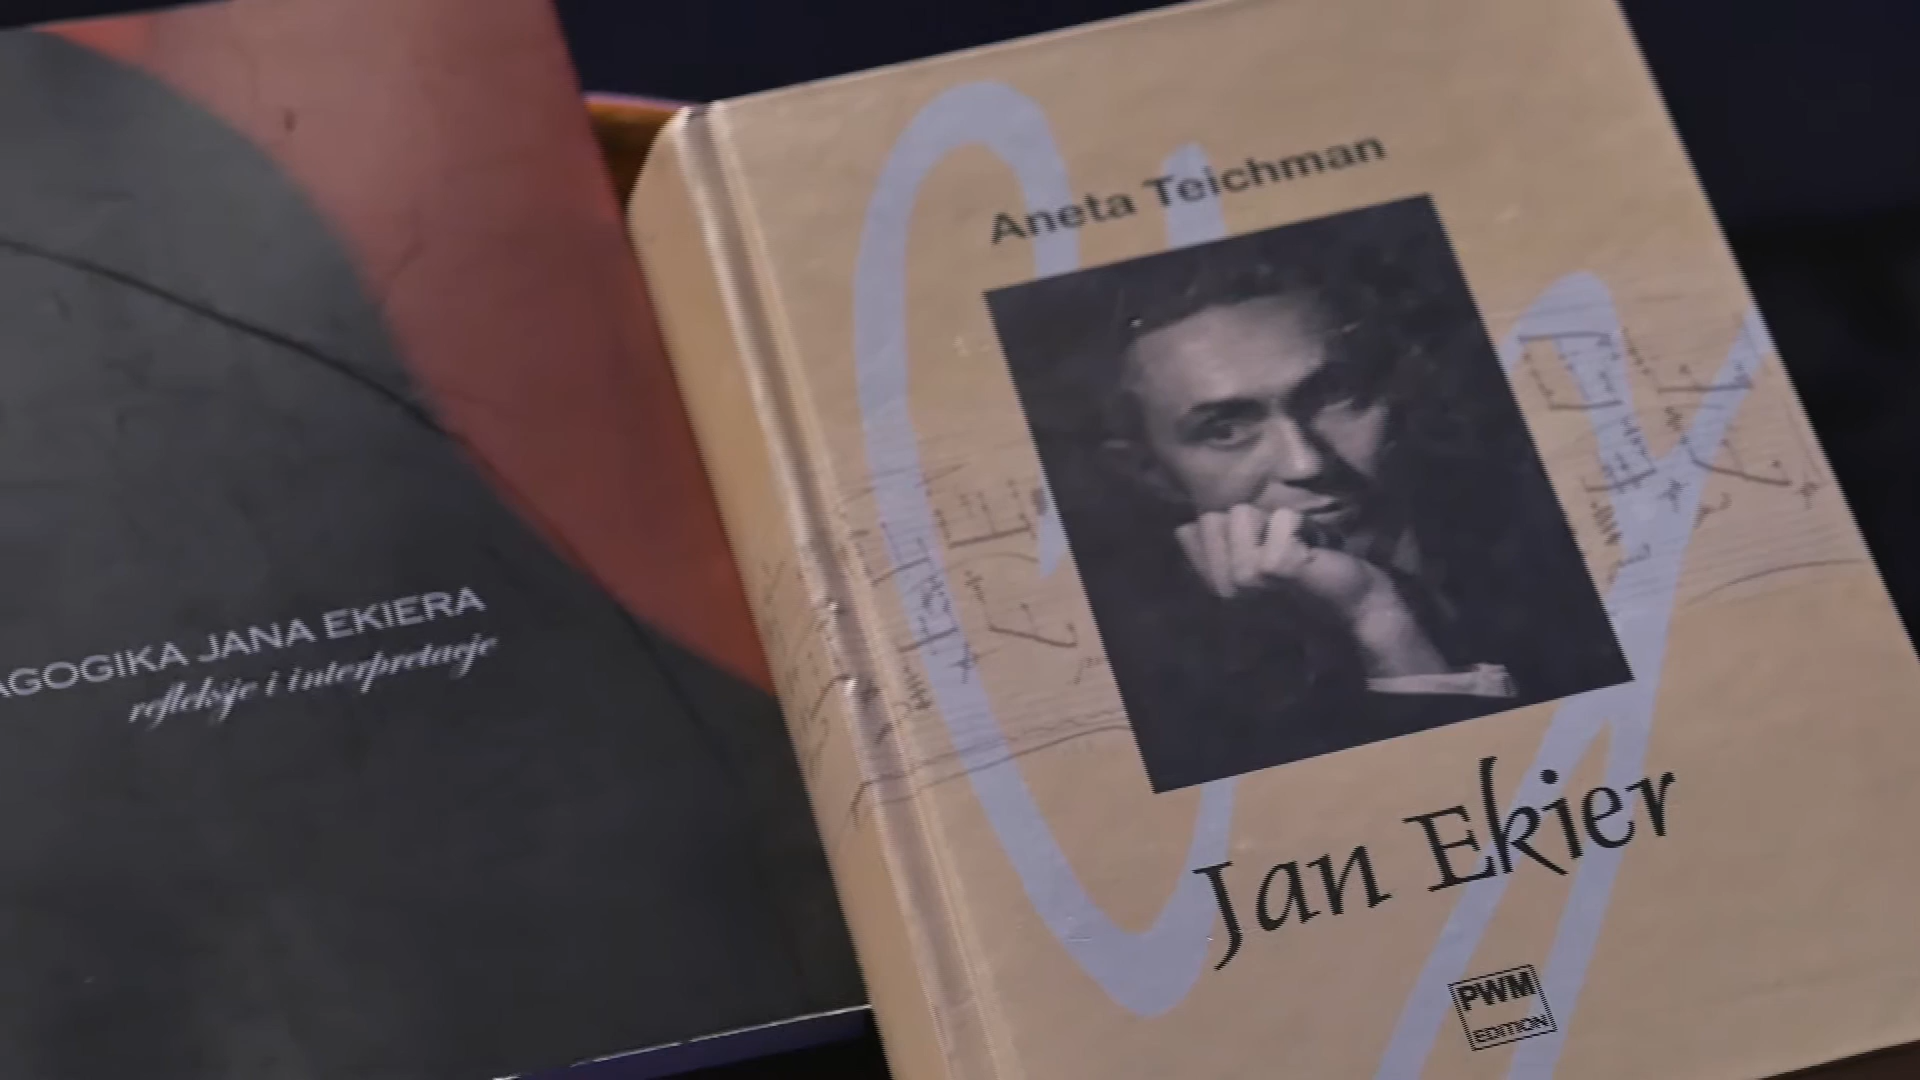 AGOGIKA JANA EKIERA
refleksje i interpretacje
Aneta Teichman
Jan Ekier
PWM
EDITION